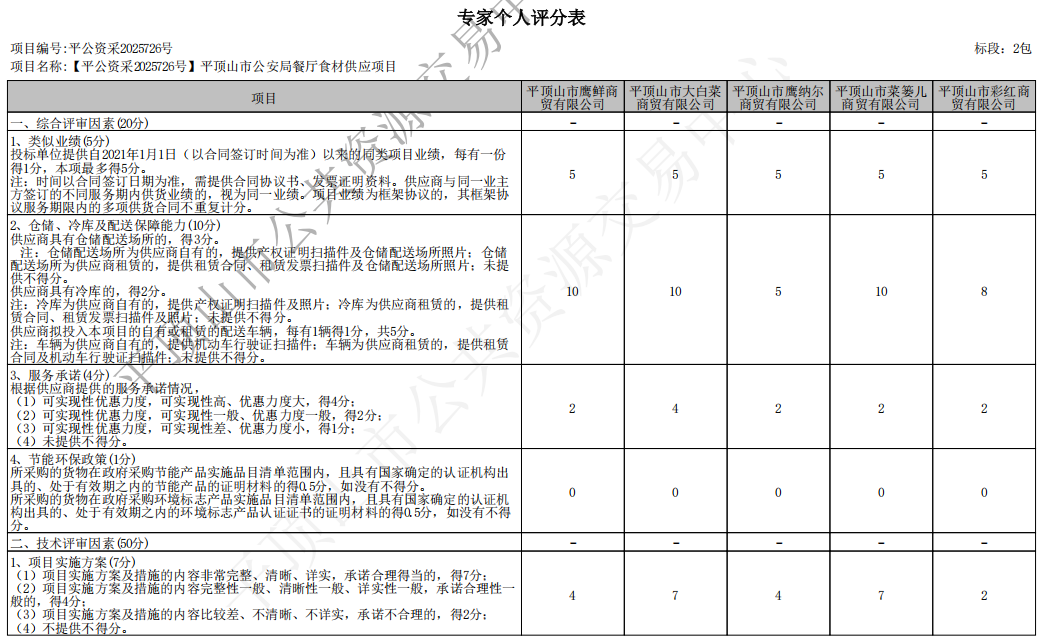 专家个人评分表
项目编号:平公资采2025726号
标段: 2包
项目名称:【平公资采2025726号】平顶山市公安局餐厅食材供应项目
项目 平顶山市鹰鲜商贸有限公司 平顶山市大白菜商贸有限公司 平顶山市鹰纳尔商贸有限公司 平顶山市菜篓儿商贸有限公司 平顶山市彩红商贸有限公司
一、综合评审因素(20分) - - - - -
1、类似业绩(5分)
投标单位提供自2021年1月1日（以合同签订时间为准）以来的同类项目业绩，每有一份
得1分，本项最多得5分。
注：时间以合同签订日期为准，需提供合同协议书、发票证明资料。供应商与同一业主
方签订的不同服务期内供货业绩的，视为同一业绩。项目业绩为框架协议的，其框架协
议服务期限内的多项供货合同不重复计分。
5 5 5 5 5
2、仓储、冷库及配送保障能力(10分)
供应商具有仓储配送场所的，得3分。
注：仓储配送场所为供应商自有的，提供产权证明扫描件及仓储配送场所照片；仓储
配送场所为供应商租赁的，提供租赁合同、租赁发票扫描件及仓储配送场所照片；未提
供不得分。
供应商具有冷库的，得2分。
注：冷库为供应商自有的，提供产权证明扫描件及照片；冷库为供应商租赁的，提供租
赁合同、租赁发票扫描件及照片；未提供不得分。
供应商拟投入本项目的自有或租赁的配送车辆，每有1辆得1分，共5分。
注：车辆为供应商自有的，提供机动车行驶证扫描件；车辆为供应商租赁的，提供租赁
合同及机动车行驶证扫描件；未提供不得分。
10 10 5 10 8
3、服务承诺(4分)
根据供应商提供的服务承诺情况，
（1）可实现性优惠力度，可实现性高、优惠力度大，得4分；
（2）可实现性优惠力度，可实现性一般、优惠力度一般，得2分；
（3）可实现性优惠力度，可实现性差、优惠力度小，得1分；
（4）未提供不得分。
2 4 2 2 2
4、节能环保政策(1分)
所采购的货物在政府采购节能产品实施品目清单范围内，且具有国家确定的认证机构出
具的、处于有效期之内的节能产品的证明材料的得0.5分，如没有不得分。
所采购的货物在政府采购环境标志产品实施品目清单范围内，且具有国家确定的认证机
构出具的、处于有效期之内的环境标志产品认证证书的证明材料的得0.5分，如没有不得
分。
0 0 0 0 0
二、技术评审因素(50分) - - - - -
1、项目实施方案(7分)
（1）项目实施方案及措施的内容非常完整、清晰、详实，承诺合理得当的，得7分；
（2）项目实施方案及措施的内容完整性一般、清晰性一般、详实性一般，承诺合理性一
般的，得4分；
（3）项目实施方案及措施的内容比较差、不清晰、不详实，承诺不合理的，得2分；
（4）不提供不得分。
4 7 4 7 2
平顶山市公共资源交易中
平顶山市公共资源交易中心